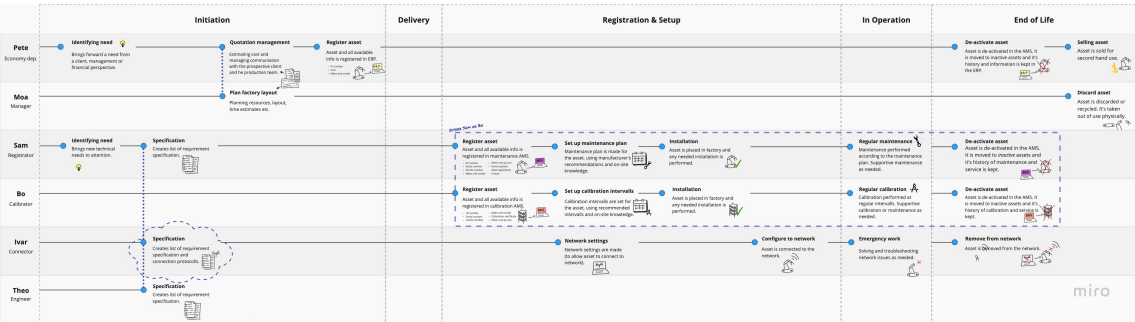 Initiation
Delivery
Registration & Setup
In Operation
End of Life
Pete
Economy dep.
Identifying need
Brings forward a need from
a client, management or
financial perspective.
Quotation management
Estimating cost and
managing communication
with the prospective client
and he production team.
Register asset
Asset and all available
info is registered in ERP.
De-activate asset
Asset is de-activated in the AMS. It
is moved to inactive assets and it's
history and information is kept in
the ERP.
Selling asset
Asset is sold for
second hand use.
Moa
Manager
Plan factory layout
Planning resources, layout,
time estimates etc.
Discard asset
Asset is discarded or
recycled. It's taken
out of use physically.
Sam
Registrator
Identifying need
Brings new technical
needs to attention.
Specification
Creates list of requirement
specification.
Register asset
Asset and all available info is
registered in maintenance AMS.
Set up maintenance plan
Maintenance plan is made for
the asset, using manufacturer's
recommendations and on-site
knowledge.
Installation
Asset is placed in factory and
any needed installation is
performed.
Regular maintenance
Maintenance performed
according to the maintenance
plan. Supportive maintenance
as needed.
De-activate asset
Asset is de-activated in the AMS.
It is moved to inactive assets and
it's history of maintenance and
service is kept.
Bo
Calibrator
Register asset
Asset and all available info is
registered in calibration AMS.
Set up calibration intervalls
Calibration intervals are set for
the asset, using recommended
intervals and on-site knowledge.
Installation
Asset is placed in factory and
any needed installation is
performed.
Regular calibration
Calibration performed at
regular intervals. Supportive
calibration or maintenance as
needed.
De-activate asset
Asset is de-activated in the AMS. It
is moved to inactive assets and it's
history of calibration and service is
kept.
Ivar
Connector
Specification
Creates list of requirement
specification and
connection protocolls.
Network settings
Network settings are made
(to allow asset to connect to
network).
Configure to network
Asset is connected to the
network.
Emergency work
Solving and troubleshooting
network issues as needed.
Remove from network
Asset is removed from the network.
Theo
Engineer
Specification
Creates list of requirement
specification.
miro